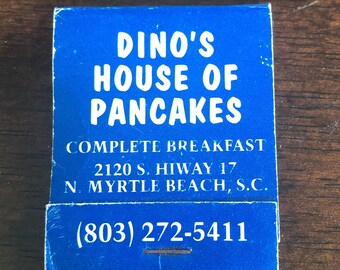 DINO'S
HOUSE OF
PANCAKES
COMPLETE BREAKFAST
2120 S. HIWAY 17
N. MYRTLE BEACH, S.C.
(803) 272-5411